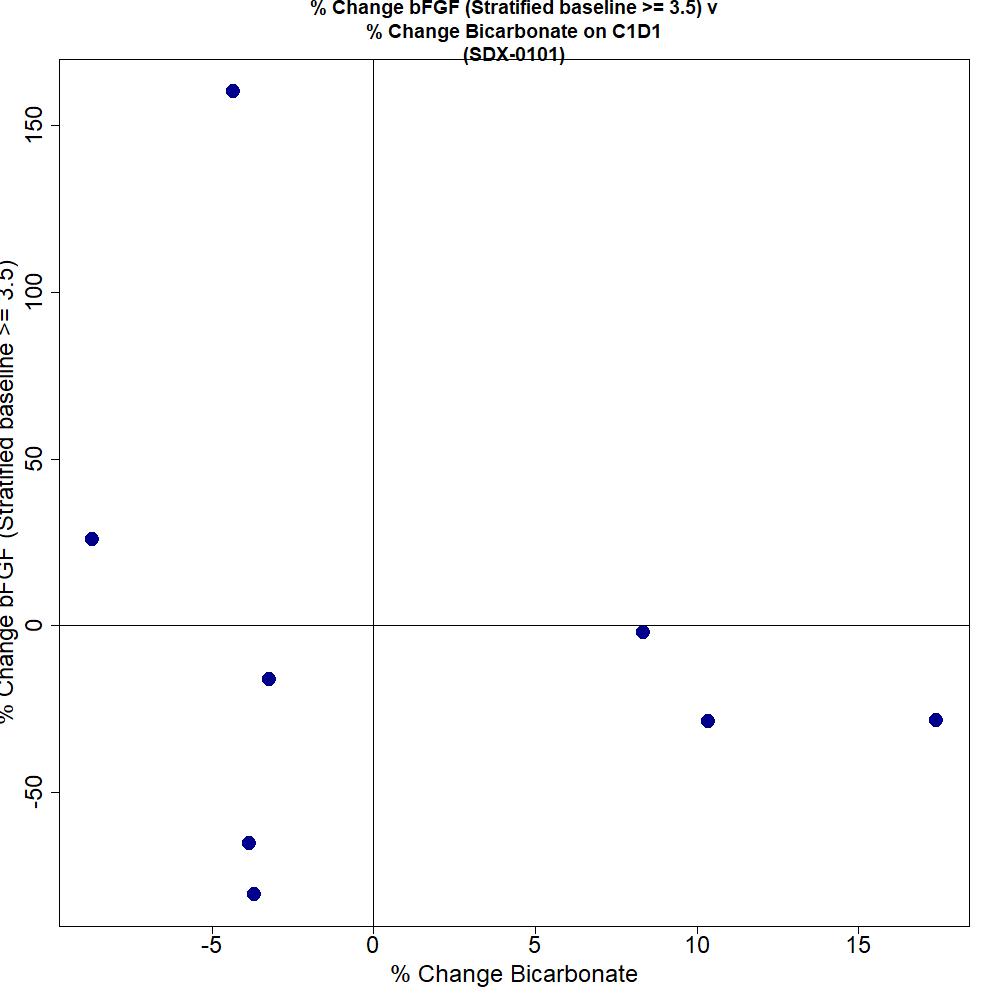 % Change bFGF (Stratified baseline >= 3.5) v
% Change Bicarbonate on C1D1
(SDX-0101)
% Change bFGF (Stratified baseline >= 3.5)
150
100
50
0
-50
-5
0
5
10
15
% Change Bicarbonate